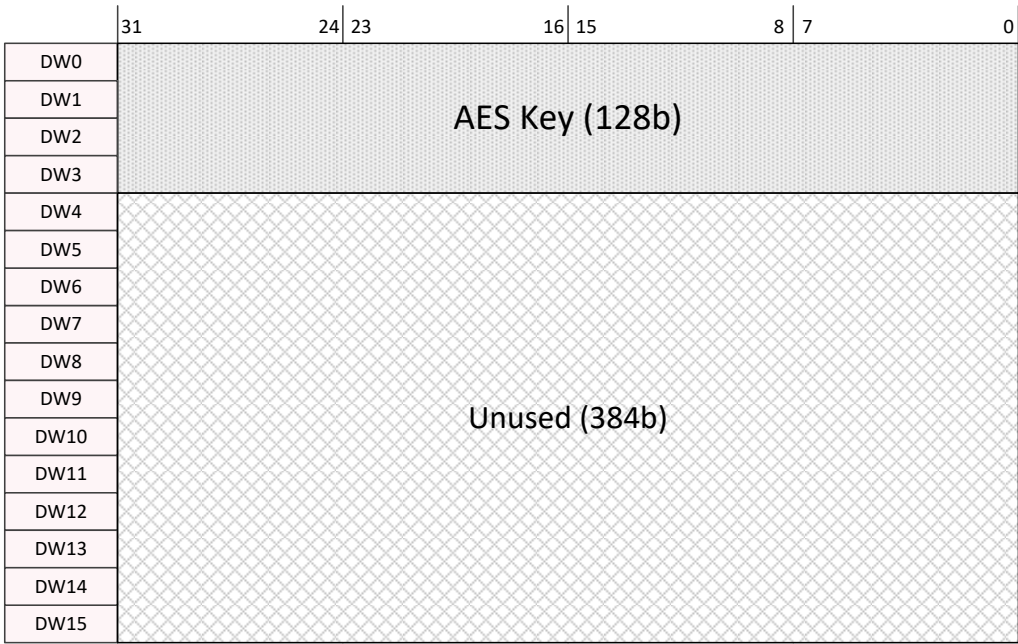 31 24 23 16 15 8 7 0
DW0
DW1
AES Key (128b)
DW2
DW3
DW4
DW5
DW6
DW7
DW8
DW9
Unused (384b)
DW10
DW11
DW12
DW13
DW14
DW15